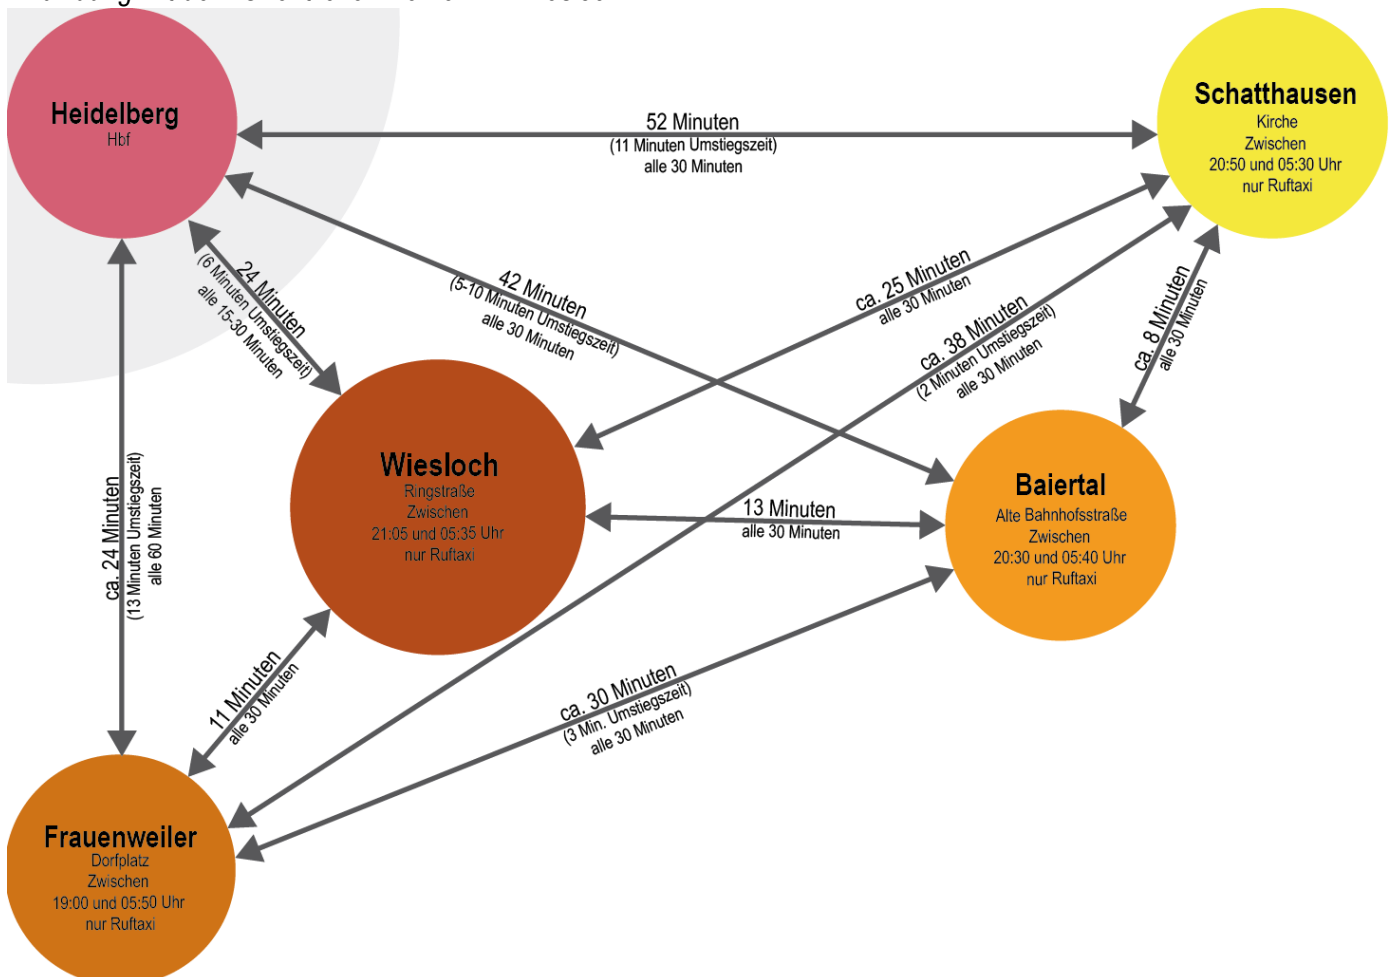 Heidelberg
Hbf
Schatthausen
Kirche
Zwischen
20:50 und 05:30 Uhr
nur Ruftaxi
52 Minuten
(11 Minuten Umstiegszeit)
alle 30 Minuten
24 Minuten
(6 Minuten Umstiegszeit)
alle 15-30 Minuten
42 Minuten
(5-10 Minuten Umstiegszeit)
alle 30 Minuten
ca. 25 Minuten
alle 30 Minuten
ca. 38 Minuten
(2 Minuten Umstiegszeit)
alle 30 Minuten
ca. 8 Minuten
alle 30 Minuten
Wiesloch
Ringstraße
Zwischen
21:05 und 05:35 Uhr
nur Ruftaxi
13 Minuten
alle 30 Minuten
Baiertal
Alte Bahnhofsstraße
Zwischen
20:30 und 05:40 Uhr
nur Ruftaxi
ca. 24 Minuten
(13 Minuten Umstiegszeit)
alle 60 Minuten
11 Minuten
alle 30 Minuten
ca. 30 Minuten
(3 Min. Umstiegszeit)
alle 30 Minuten
Frauenweiler
Dorfplatz
Zwischen
19:00 und 05:50 Uhr
nur Ruftaxi